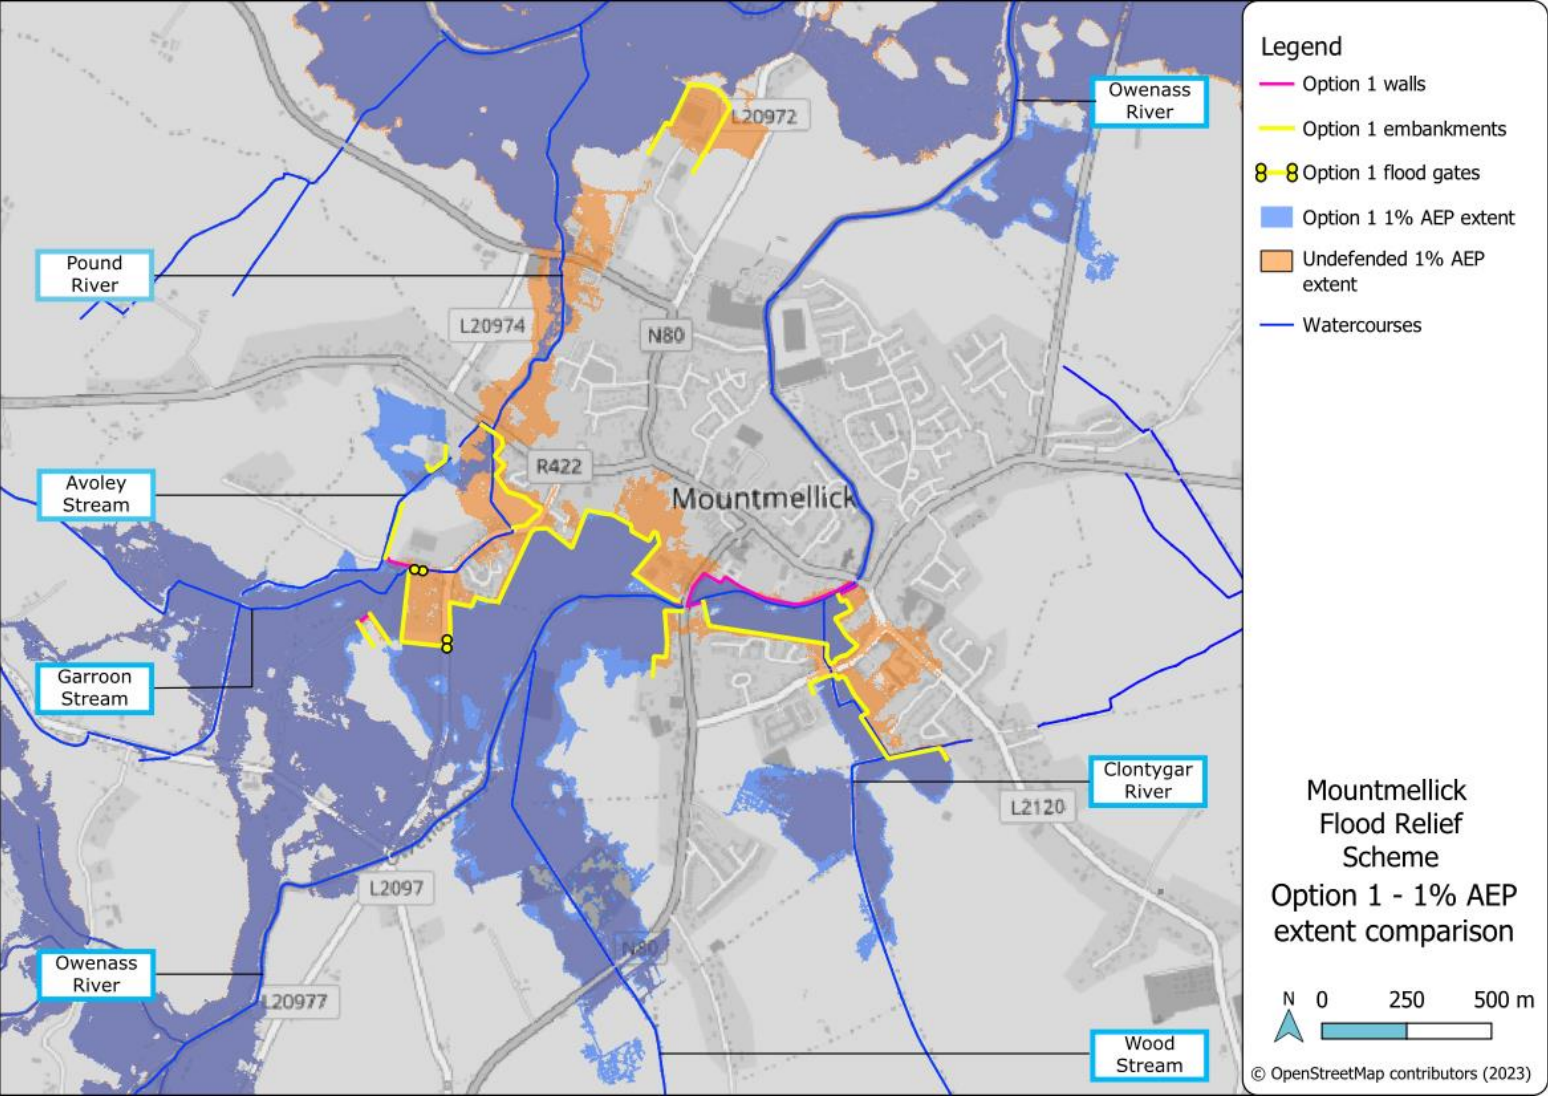 L20972
Owenass
River
Pound
River
L20974
N80
R422
Mountmellick
Avoley
Stream
Garroon
Stream
Clontygar
River
L2120
L2097
N80
Owenass
River
L20977
Wood
Stream
Legend
Option 1 walls
Option 1 embankments
Option 1 flood gates
Option 1 1% AEP extent
Undefended 1% AEP
extent
Watercourses
Mountmellick
Flood Relief
Scheme
Option 1 - 1% AEP
extent comparison
N 0 250 500 m
© OpenStreetMap contributors (2023)